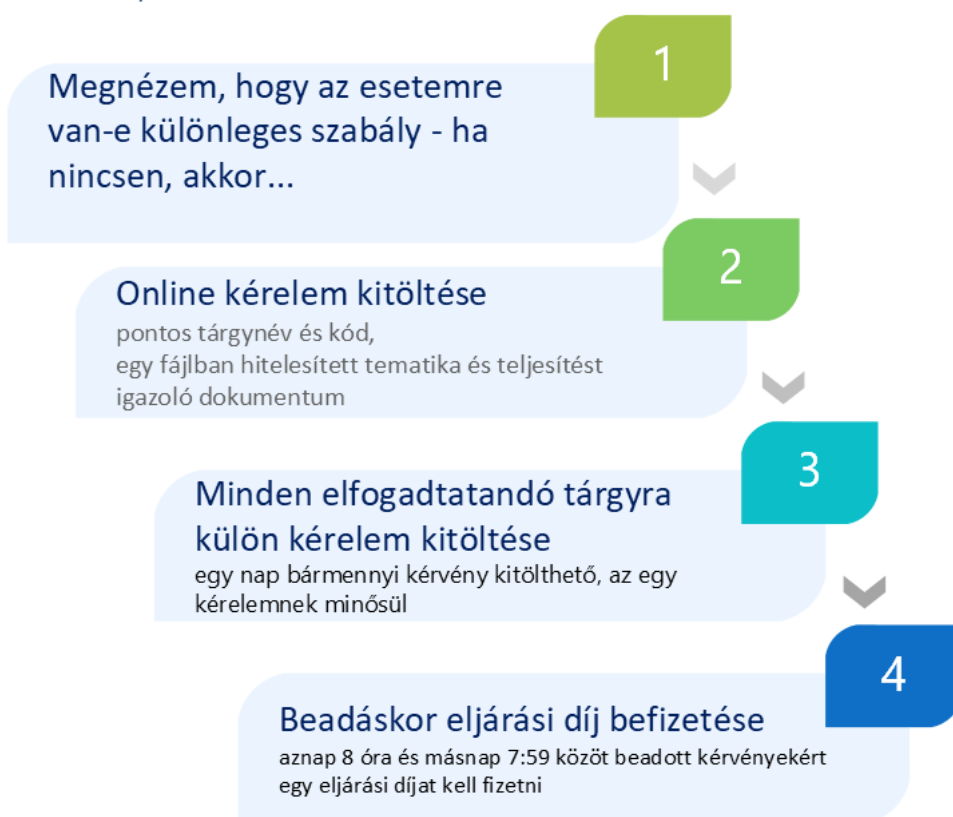 1
Megnézem, hogy az esetemre
van-e különleges szabály - ha
nincsen, akkor...
2
Online kérelem kitöltése
pontos tárgynév és kód,
egy fájlban hitelesített tematika és teljesítést
igazoló dokumentum
3
Minden elfogadtatandó tárgyra
külön kérelem kitöltése
egy nap bármennyi kérvény kitölthető, az egy
kérelemnek minősül
4
Beadáskor eljárási díj befizetése
aznap 8 óra és másnap 7:59 közöt beadott kérvényekért
egy eljárási díjat kell fizetni